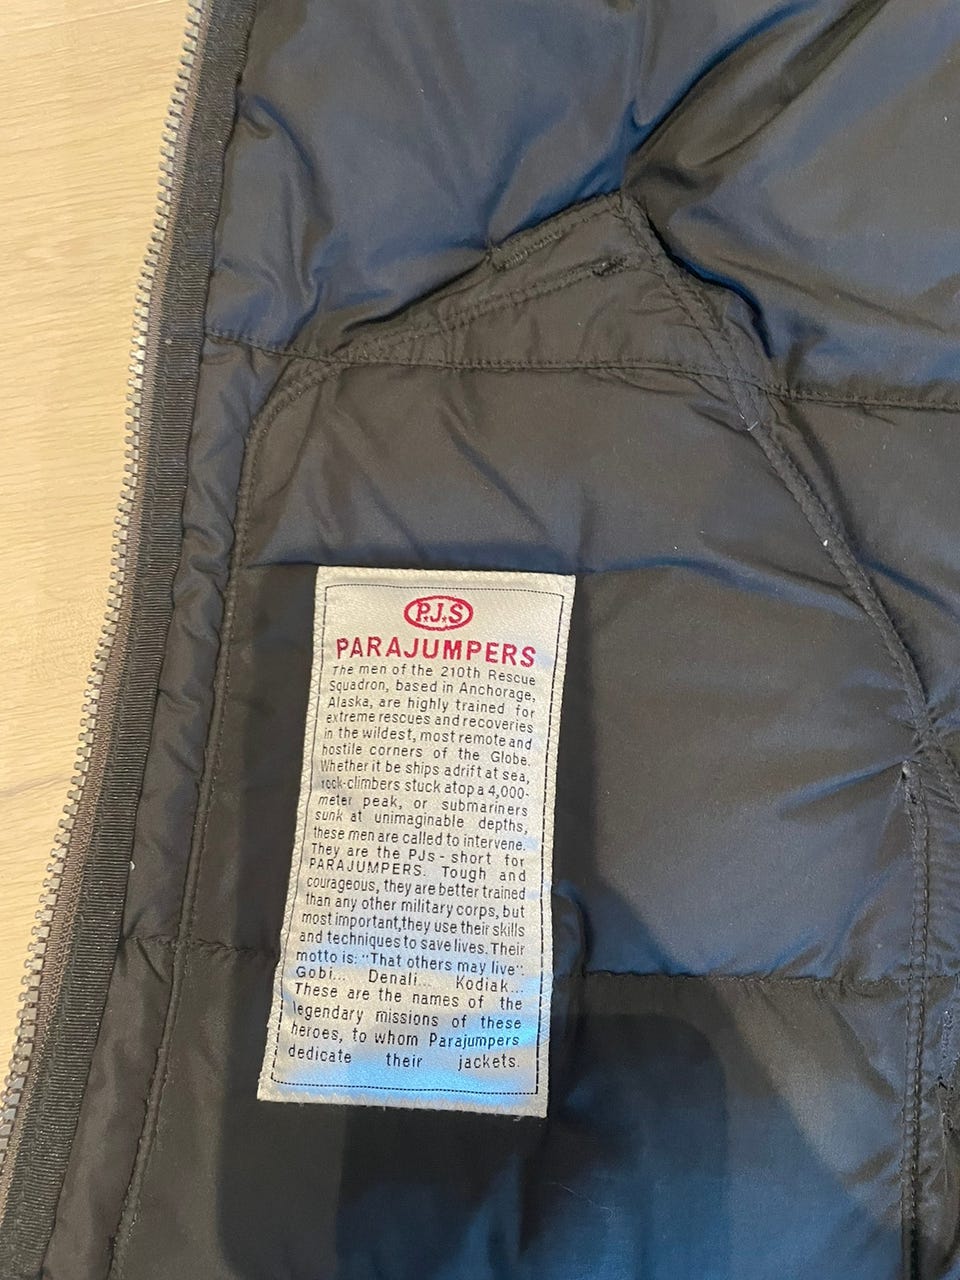 P.J.S
PARAJUMPERS
The men of the 210th Rescue
Squadron, based in Anchorage,
Alaska, are highly trained for
extreme rescues and recoveries
in the wildest, most remote and
hostile corners of the Globe.
Whether it be ships adrift at sea,
rock-climbers stuck atop a 4,000-
meter peak, or submariners
sunk at unimaginable depths,
these men are called to intervene.
They are the PJs - short for
PARAJUMPERS. Tough and
courageous, they are better trained
than any other military corps, but
most important,they use their skills
and techniques to save lives. Their
motto is: "That others may live".
Gobi... Denali... Kodiak...
These are the names of the
legendary missions of these
heroes, to whom Parajumpers
dedicate their jackets.